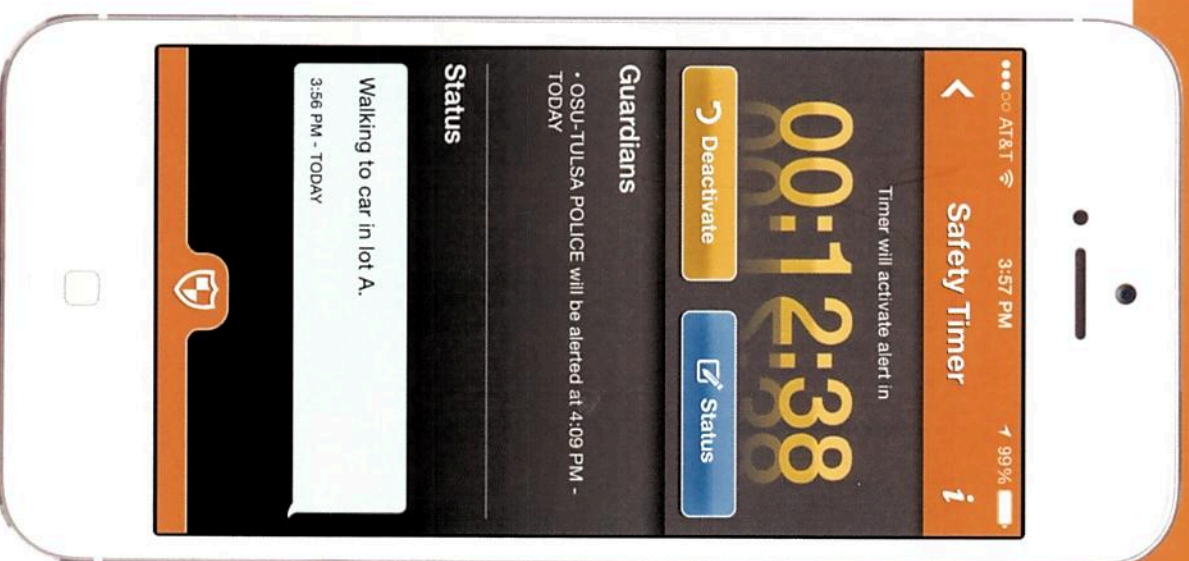 AT&T 3:57 PM 99%
Safety Timer i
Timer will activate alert in
00:12:38
Deactivate Status
Guardians
• OSU-TULSA POLICE will be alerted at 4:09 PM -
TODAY
Status
Walking to car in lot A.
3:56 PM - TODAY